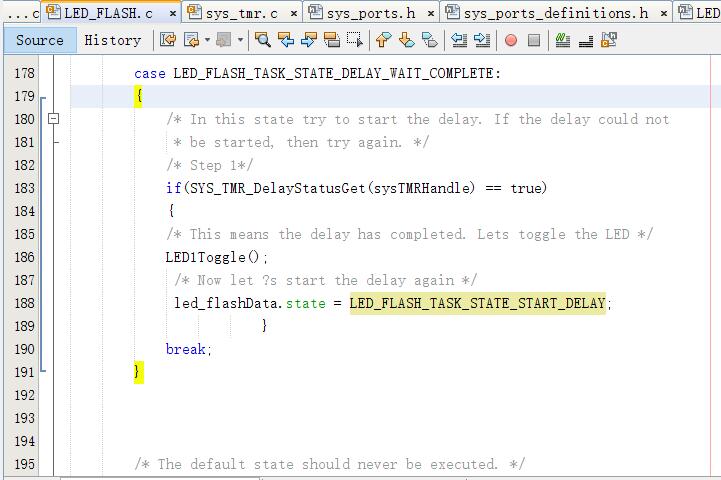 ...c LED_FLASH.c × sys_tmr.c × sys_ports.h × sys_ports_definitions.h × LED
Source History
178 case LED_FLASH_TASK_STATE_DELAY_WAIT_COMPLETE:
179 {
180 /* In this state try to start the delay. If the delay could not
181 * be started, then try again. */
182 /* Step 1*/
183 if(SYS_TMR_DelayStatusGet(sysTMRHandle) == true)
184 {
185 /* This means the delay has completed. Lets toggle the LED */
186 LED1Toggle();
187 /* Now let ?s start the delay again */
188 led_flashData.state = LED_FLASH_TASK_STATE_START_DELAY;
189 }
190 break;
191 }
192
193
194
195 /* The default state should never be executed. */